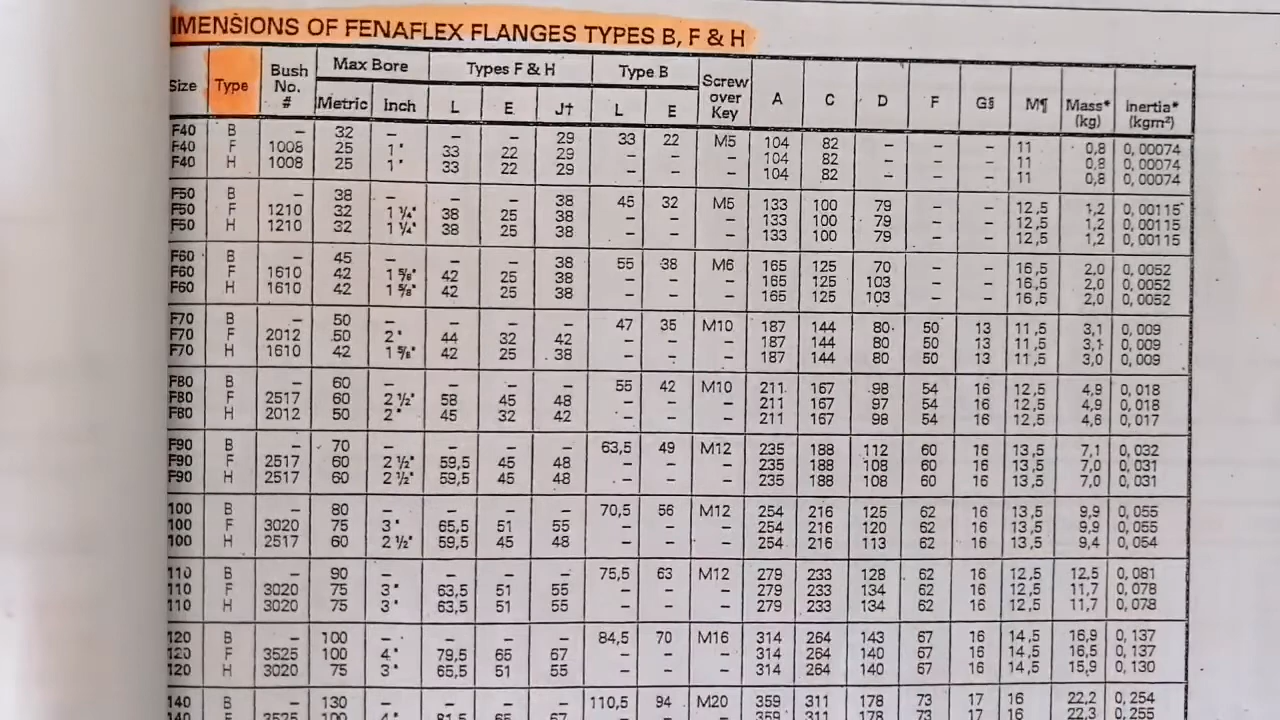 IMENSIONS OF FENAFLEX FLANGES TYPES B, F & H
Size Type Bush No. # Max Bore Types F & H Type B Screw over Key A C D F G§ M¶ Mass* (kg) Inertia* (kgm²)
Metric Inch L E J† L E
F40 B – 32 – – – 29 33 22 M5 104 82 – – – 11 0,8 0,00074
F40 F 1008 25 1" 33 22 29 – – – 104 82 – – – 11 0,8 0,00074
F40 H 1008 25 1" 33 22 29 – – – 104 82 – – – 11 0,8 0,00074
F50 B – 38 – – – 38 45 32 M5 133 100 79 – – 12,5 1,2 0,00115
F50 F 1210 32 1 ¼" 38 25 38 – – – 133 100 79 – – 12,5 1,2 0,00115
F50 H 1210 32 1 ¼" 38 25 38 – – – 133 100 79 – – 12,5 1,2 0,00115
F60 B – 45 – – – 38 55 38 M6 165 125 70 – – 16,5 2,0 0,0052
F60 F 1610 42 1 ⅝" 42 25 38 – – – 165 125 103 – – 16,5 2,0 0,0052
F60 H 1610 42 1 ⅝" 42 25 38 – – – 165 125 103 – – 16,5 2,0 0,0052
F70 B – 50 – – – – 47 35 M10 187 144 80 50 13 11,5 3,1 0,009
F70 F 2012 50 2" 44 32 42 – – – 187 144 80 50 13 11,5 3,1 0,009
F70 H 1610 42 1 ⅝" 42 25 38 – – – 187 144 80 50 13 11,5 3,0 0,009
F80 B – 60 – – – – 55 42 M10 211 167 98 54 16 12,5 4,9 0,018
F80 F 2517 60 2 ½" 58 45 48 – – – 211 167 97 54 16 12,5 4,9 0,018
F80 H 2012 50 2" 45 32 42 – – – 211 167 98 54 16 12,5 4,6 0,017
F90 B – 70 – – – – 63,5 49 M12 235 188 112 60 16 13,5 7,1 0,032
F90 F 2517 60 2 ½" 59,5 45 48 – – – 235 188 108 60 16 13,5 7,0 0,031
F90 H 2517 60 2 ½" 59,5 45 48 – – – 235 188 108 60 16 13,5 7,0 0,031
100 B – 80 – – – – 70,5 56 M12 254 216 125 62 16 13,5 9,9 0,055
100 F 3020 75 3" 65,5 51 55 – – – 254 216 120 62 16 13,5 9,9 0,055
100 H 2517 60 2 ½" 59,5 45 48 – – – 254 216 113 62 16 13,5 9,4 0,054
110 B – 90 – – – – 75,5 63 M12 279 233 128 62 16 12,5 12,5 0,081
110 F 3020 75 3" 63,5 51 55 – – – 279 233 134 62 16 12,5 11,7 0,078
110 H 3020 75 3" 63,5 51 55 – – – 279 233 134 62 16 12,5 11,7 0,078
120 B – 100 – – – – 84,5 70 M16 314 264 143 67 16 14,5 16,9 0,137
120 F 3525 100 4" 79,5 65 67 – – – 314 264 140 67 16 14,5 16,5 0,137
120 H 3020 75 3" 65,5 51 55 – – – 314 264 140 67 16 14,5 15,9 0,130
140 B – 130 – – – – 110,5 94 M20 359 311 178 73 17 16 22,2 0,254
140 F 3525 100 4" 81,5 65 67 – – – 359 311 178 73 17 16 22,3 0,255